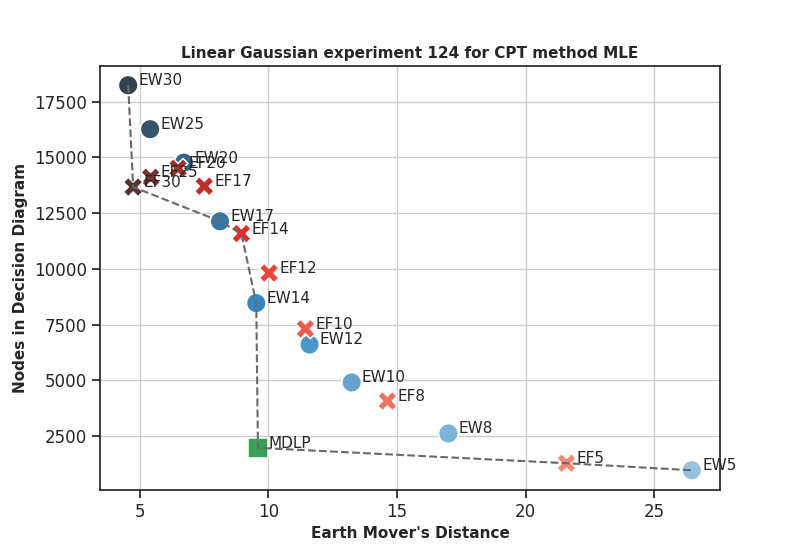 Linear Gaussian experiment 124 for CPT method MLE
Nodes in Decision Diagram
17500
15000
12500
10000
7500
5000
2500
EW30
EW25
EW20
EF20
EF25
EF30
EF17
EW17
EF14
EF12
EW14
EF10
EW12
EW10
EF8
EW8
MDLP
EF5
EW5
5
10
15
20
25
Earth Mover's Distance